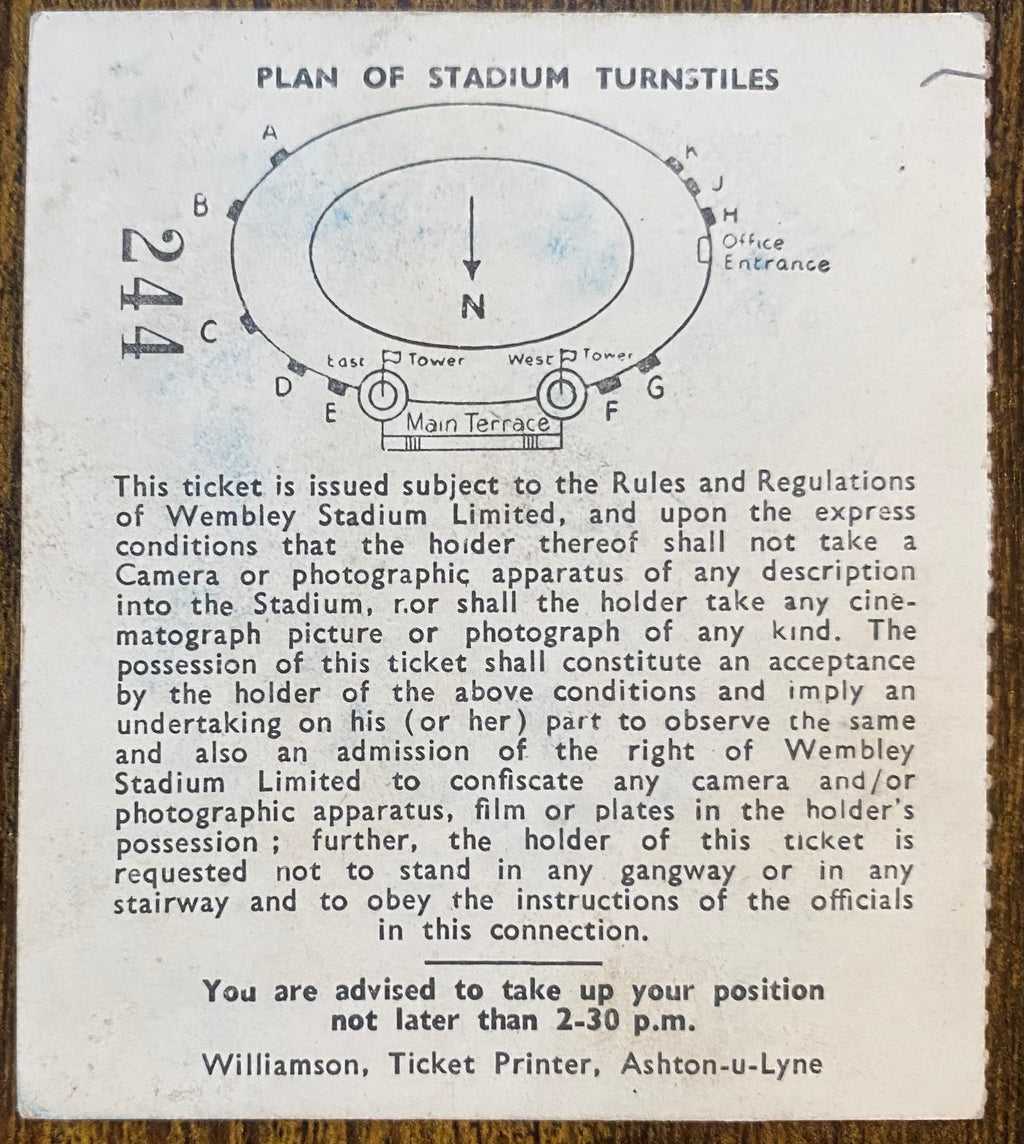 PLAN OF STADIUM TURNSTILES
A
K
J
B
H
244
Office
Entrance
N
C
East Tower
West Tower
D
E
F
G
Main Terrace
This ticket is issued subject to the Rules and Regulations
of Wembley Stadium Limited, and upon the express
conditions that the holder thereof shall not take a
Camera or photographic apparatus of any description
into the Stadium, nor shall the holder take any cine-
matograph picture or photograph of any kind. The
possession of this ticket shall constitute an acceptance
by the holder of the above conditions and imply an
undertaking on his (or her) part to observe the same
and also an admission of the right of Wembley
Stadium Limited to confiscate any camera and/or
photographic apparatus, film or plates in the holder's
possession ; further, the holder of this ticket is
requested not to stand in any gangway or in any
stairway and to obey the instructions of the officials
in this connection.
You are advised to take up your position
not later than 2-30 p.m.
Williamson, Ticket Printer, Ashton-u-Lyne